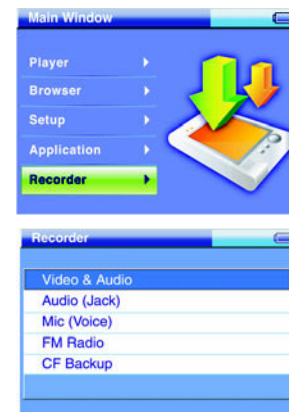 Main Window
Player
Browser
Setup
Application
Recorder
Recorder
Video & Audio
Audio (Jack)
Mic (Voice)
FM Radio
CF Backup